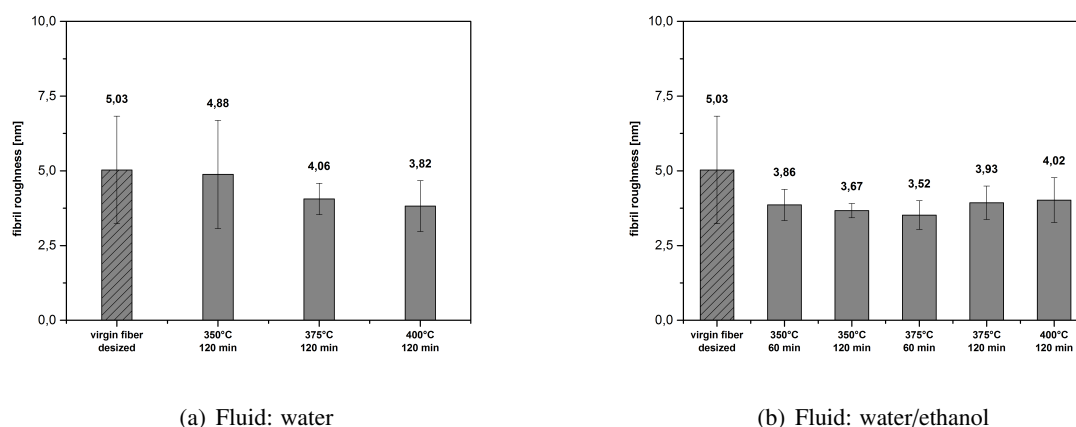 10,0
7,5
5,0
2,5
0,0
fibril roughness [nm]
5,03
4,88
4,06
3,82
virgin fiber
desized
350°C
120 min
375°C
120 min
400°C
120 min
(a) Fluid: water
10,0
7,5
5,0
2,5
0,0
fibril roughness [nm]
5,03
3,86
3,67
3,52
3,93
4,02
virgin fiber
desized
350°C
60 min
350°C
120 min
375°C
60 min
375°C
120 min
400°C
120 min
(b) Fluid: water/ethanol